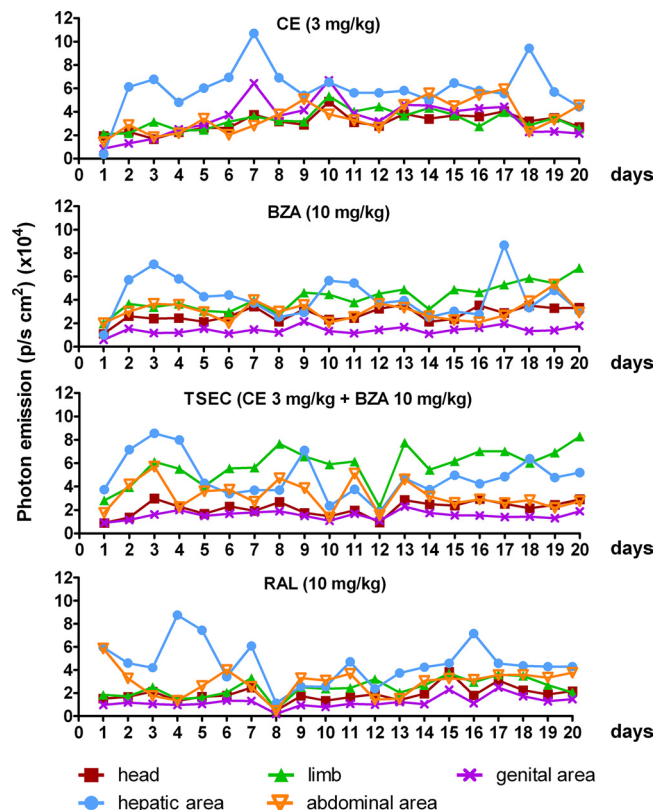 CE (3 mg/kg)
12
10
8
6
4
2
0
0 1 2 3 4 5 6 7 8 9 10 11 12 13 14 15 16 17 18 19 20 days
BZA (10 mg/kg)
12
10
8
6
4
2
0
0 1 2 3 4 5 6 7 8 9 10 11 12 13 14 15 16 17 18 19 20 days
TSEC (CE 3 mg/kg + BZA 10 mg/kg)
12
10
8
6
4
2
0
0 1 2 3 4 5 6 7 8 9 10 11 12 13 14 15 16 17 18 19 20 days
RAL (10 mg/kg)
12
10
8
6
4
2
0
0 1 2 3 4 5 6 7 8 9 10 11 12 13 14 15 16 17 18 19 20 days
Photon emission (p/s cm²) (x10⁴)
head limb genital area
hepatic area abdominal area